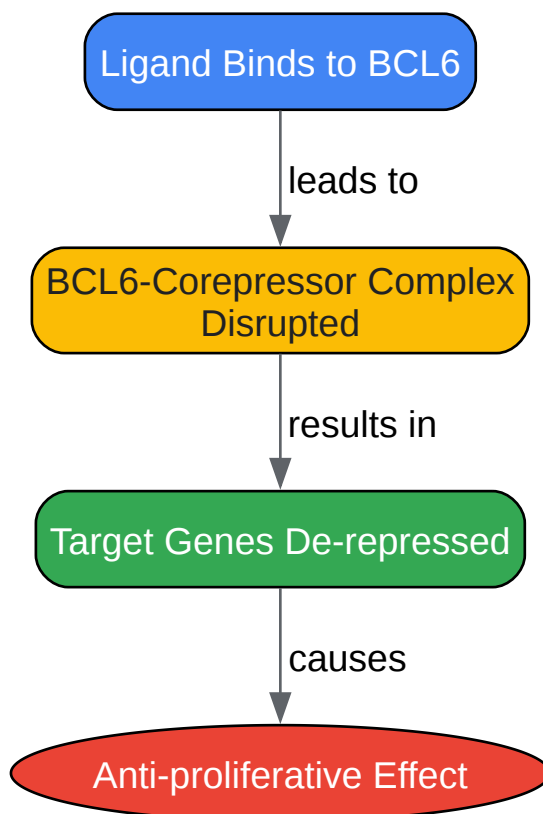 Ligand Binds to BCL6
leads to
BCL6-Corepressor Complex
Disrupted
results in
Target Genes De-repressed
causes
Anti-proliferative Effect